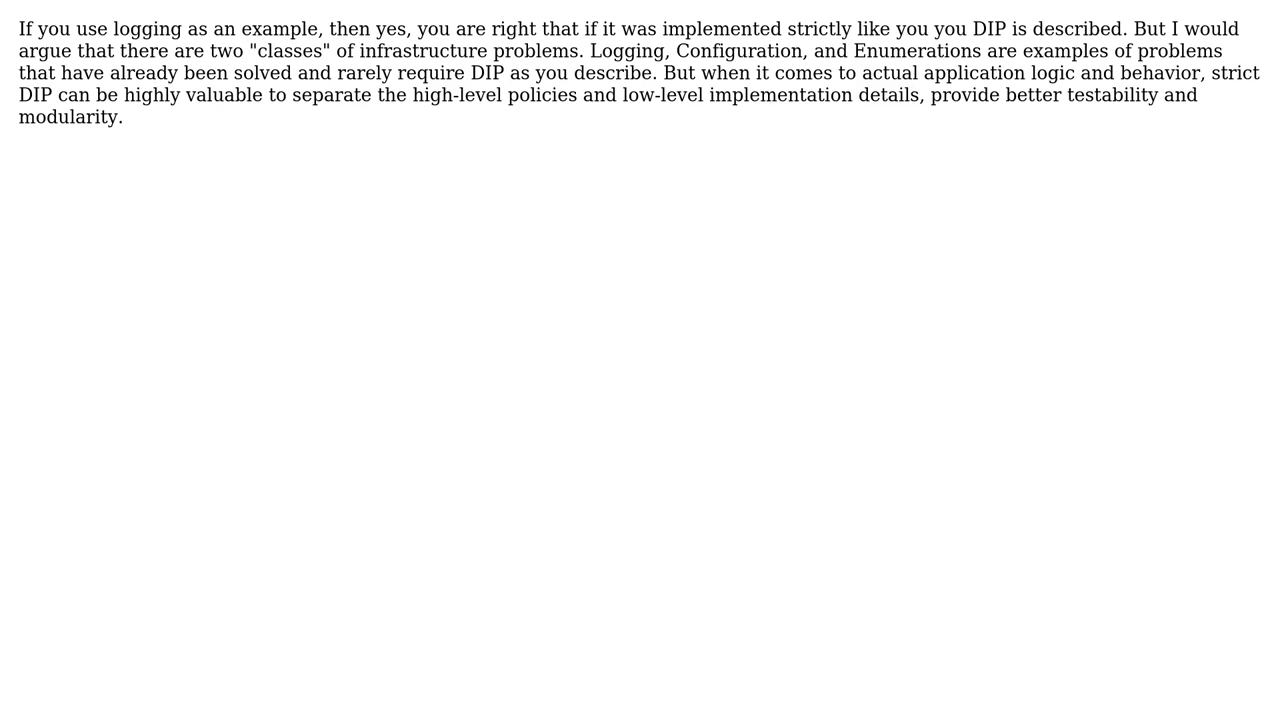 If you use logging as an example, then yes, you are right that if it was implemented strictly like you you DIP is described. But I would
argue that there are two "classes" of infrastructure problems. Logging, Configuration, and Enumerations are examples of problems
that have already been solved and rarely require DIP as you describe. But when it comes to actual application logic and behavior, strict
DIP can be highly valuable to separate the high-level policies and low-level implementation details, provide better testability and
modularity.